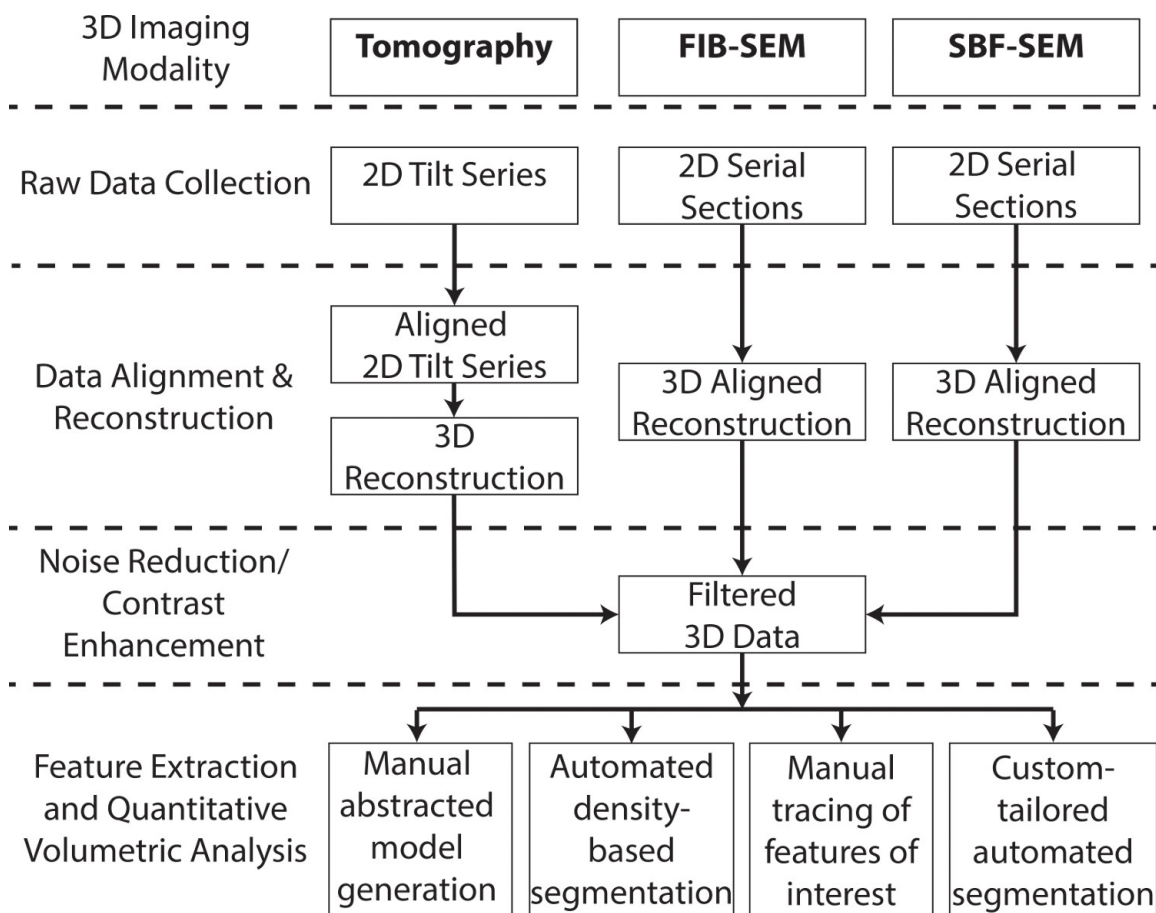 3D Imaging
Modality
Tomography
FIB-SEM
SBF-SEM
Raw Data Collection
2D Tilt Series
2D Serial
Sections
2D Serial
Sections
Data Alignment &
Reconstruction
Aligned
2D Tilt Series
3D
Reconstruction
3D Aligned
Reconstruction
3D Aligned
Reconstruction
Noise Reduction/
Contrast
Enhancement
Filtered
3D Data
Feature Extraction
and Quantitative
Volumetric Analysis
Manual
abstracted
model
generation
Automated
density-
based
segmentation
Manual
tracing of
features of
interest
Custom-
tailored
automated
segmentation